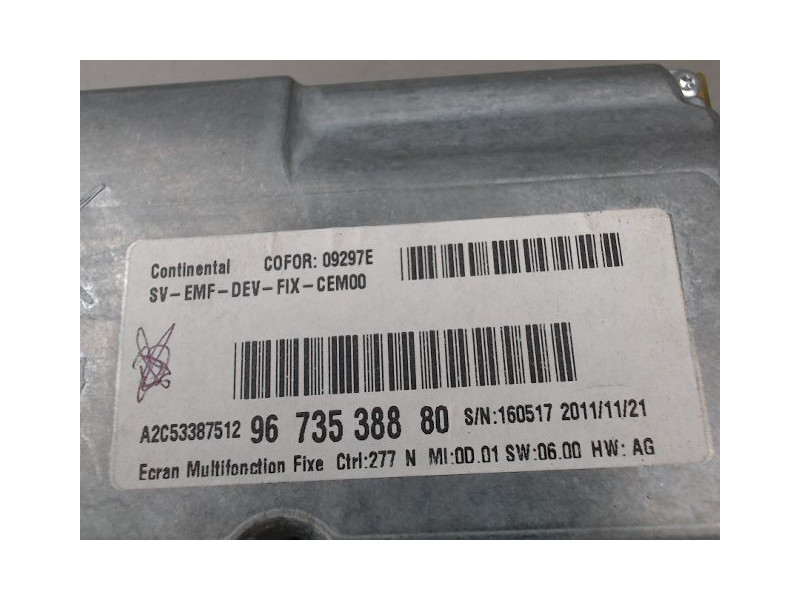 Continental COFOR: 09297E
SV-EMF-DEV-FIX-CEM00
A2C53387512 96 735 388 80 S/N:160517 2011/11/21
Ecran Multifonction Fixe Ctrl:277 N MI:0D.01 SW:06.00 HW: AG